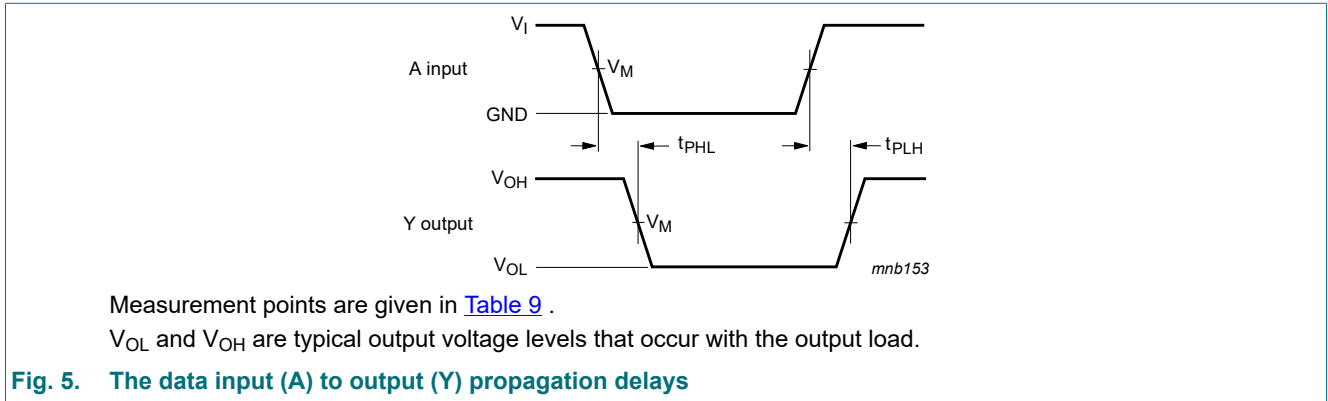 V_I
A input
V_M
GND
t_PHL
t_PLH
V_OH
Y output
V_M
V_OL
mnb153
Measurement points are given in Table 9 .
V_OL and V_OH are typical output voltage levels that occur with the output load.
Fig. 5. The data input (A) to output (Y) propagation delays